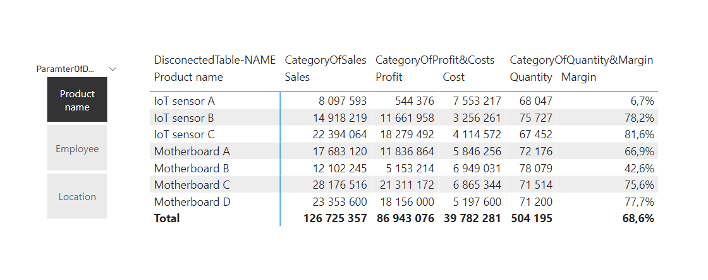 DisconectedTable-NAME CategoryOfSales CategoryOfProfit&Costs CategoryOfQuantity&Margin
ParamterOfD...
Product name Sales Profit Cost Quantity Margin
Product
name
Employee
Location
IoT sensor A 8 097 593 544 376 7 553 217 68 047 6,7%
IoT sensor B 14 918 219 11 661 958 3 256 261 75 727 78,2%
IoT sensor C 22 394 064 18 279 492 4 114 572 67 452 81,6%
Motherboard A 17 683 120 11 836 864 5 846 256 72 176 66,9%
Motherboard B 12 102 245 5 153 214 6 949 031 78 079 42,6%
Motherboard C 28 176 516 21 311 172 6 865 344 71 514 75,6%
Motherboard D 23 353 600 18 156 000 5 197 600 71 200 77,7%
Total 126 725 357 86 943 076 39 782 281 504 195 68,6%